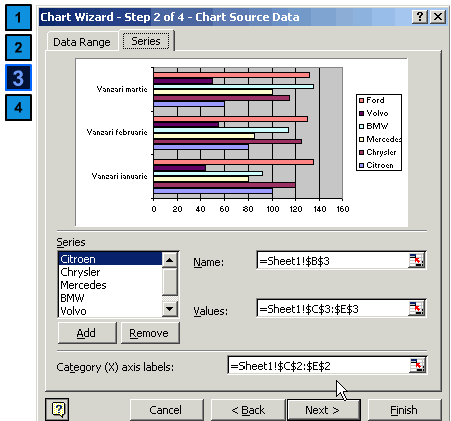 1
2
3
4
Chart Wizard - Step 2 of 4 - Chart Source Data
Data Range
Series
Vanzari martie
Vanzari februarie
Vanzari ianuarie
0 20 40 60 80 100 120 140 160
Ford
Volvo
BMW
Mercedes
Chrysler
Citroen
Series
Citroen
Chrysler
Mercedes
BMW
Volvo
Name: =Sheet1!$B$3
Values: =Sheet1!$C$3:$E$3
Add Remove
Category (X) axis labels: =Sheet1!$C$2:$E$2
Cancel < Back Next > Finish